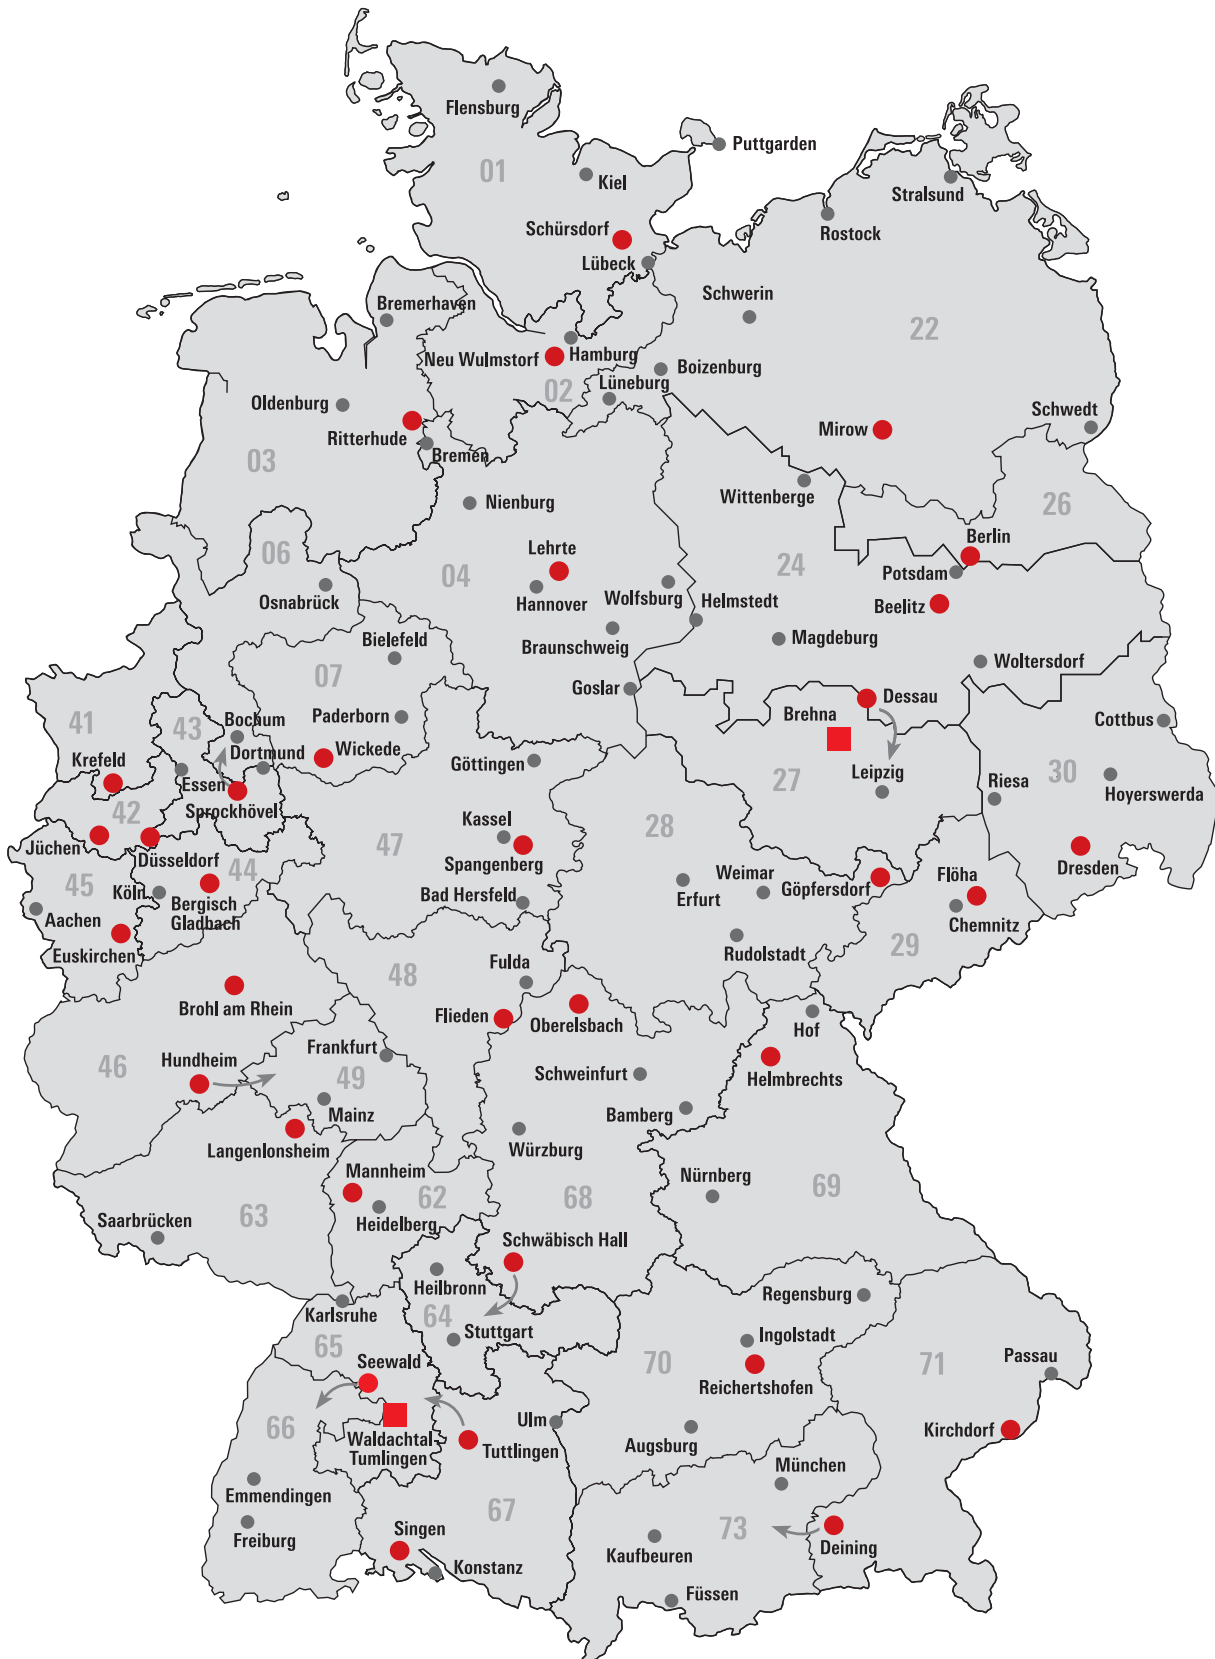 Flensburg
Puttgarden
01
Kiel
Stralsund
Rostock
Schürsdorf
Lübeck
Schwerin
Bremerhaven
22
Neu Wulmstorf
Hamburg
Boizenburg
02
Lüneburg
Oldenburg
Schwedt
Ritterhude
Mirow
Bremen
03
Wittenberge
Nienburg
26
Berlin
06
Lehrte
04
24
Potsdam
Osnabrück
Hannover
Wolfsburg
Helmstedt
Beelitz
Bielefeld
Braunschweig
Magdeburg
Woltersdorf
07
Goslar
Dessau
41
43
Bochum
Paderborn
Brehna
Cottbus
Dortmund
Wickede
Krefeld
Göttingen
Leipzig
30
Essen
Riesa
Hoyerswerda
Sprockhövel
27
42
Kassel
28
Jüchen
Düsseldorf
47
Spangenberg
Dresden
44
Weimar
Flöha
45
Köln
Bergisch
Gladbach
Bad Hersfeld
Erfurt
Göpfersdorf
Aachen
Chemnitz
Euskirchen
29
Rudolstadt
48
Fulda
Brohl am Rhein
Flieden
Oberelsbach
Hof
Frankfurt
46
Hundheim
49
Schweinfurt
Helmbrechts
Mainz
Bamberg
Langenlonsheim
Würzburg
Mannheim
Nürnberg
62
68
69
63
Saarbrücken
Heidelberg
Schwäbisch Hall
Heilbronn
Regensburg
Karlsruhe
64
65
Stuttgart
Ingolstadt
Seewald
70
71
Passau
Reichertshofen
66
Ulm
Augsburg
Kirchdorf
Waldachtal-
Tumlingen
Tuttlingen
München
Emmendingen
67
73
Freiburg
Singen
Kaufbeuren
Deining
Konstanz
Füssen